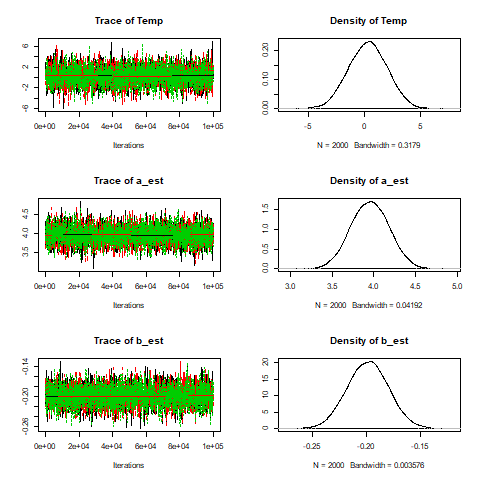 Trace of Temp
Density of Temp
6
2
-2
-6
0e+00 2e+04 4e+04 6e+04 8e+04 1e+05
Iterations
0.20
0.10
0.00
-5 0 5
N = 2000 Bandwidth = 0.3179
Trace of a_est
Density of a_est
4.5
4.0
3.5
0e+00 2e+04 4e+04 6e+04 8e+04 1e+05
Iterations
1.5
1.0
0.5
0.0
3.0 3.5 4.0 4.5 5.0
N = 2000 Bandwidth = 0.04192
Trace of b_est
Density of b_est
-0.14
-0.20
-0.26
0e+00 2e+04 4e+04 6e+04 8e+04 1e+05
Iterations
20
15
10
5
0
-0.25 -0.20 -0.15
N = 2000 Bandwidth = 0.003576